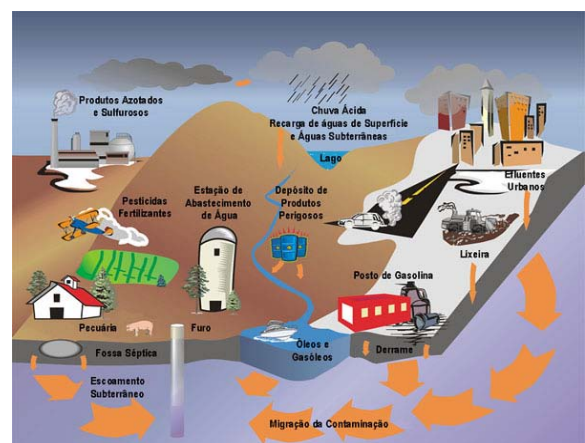 Produtos Azotados
e Sulfurosos
Chuva Ácida
Recarga de águas de Superfície
e Águas Subterrâneas
Lago
Efluentes
Urbanos
Pesticidas
Fertilizantes
Estação de
Abastecimento
de Água
Depósito de
Produtos
Perigosos
Lixeira
Posto de Gasolina
Pecuária
Furo
Fossa Séptica
Óleos e
Gasóleos
Derrame
Escoamento
Subterrâneo
Migração da Contaminação